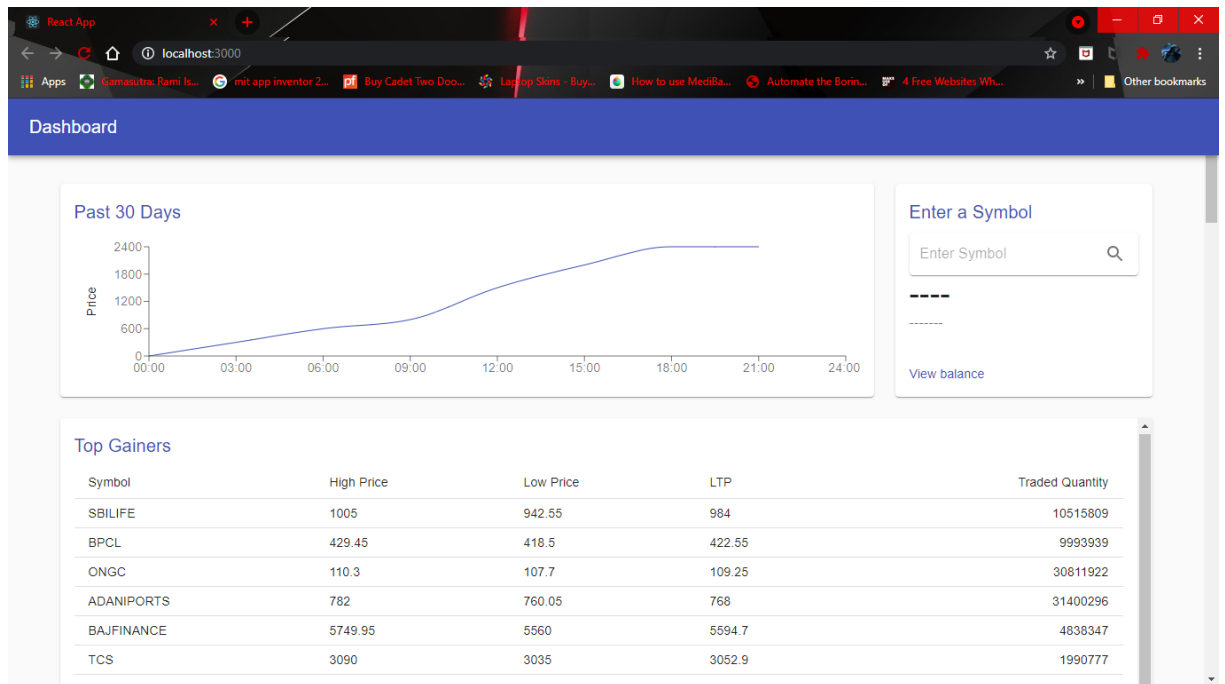 React App
localhost:3000
Apps Gamasutra: Rami Is... mit app inventor 2... Buy Cadet Two Doo... Laptop Skins - Buy... How to use MediBa... Automate the Borin... 4 Free Websites Wh... » Other bookmarks
Dashboard
Past 30 Days
2400
1800
1200
600
0
Price
00:00 03:00 06:00 09:00 12:00 15:00 18:00 21:00 24:00
Enter a Symbol
Enter Symbol
----
-------
View balance
Top Gainers
Symbol High Price Low Price LTP Traded Quantity
SBILIFE 1005 942.55 984 10515809
BPCL 429.45 418.5 422.55 9993939
ONGC 110.3 107.7 109.25 30811922
ADANIPORTS 782 760.05 768 31400296
BAJFINANCE 5749.95 5560 5594.7 4838347
TCS 3090 3035 3052.9 1990777